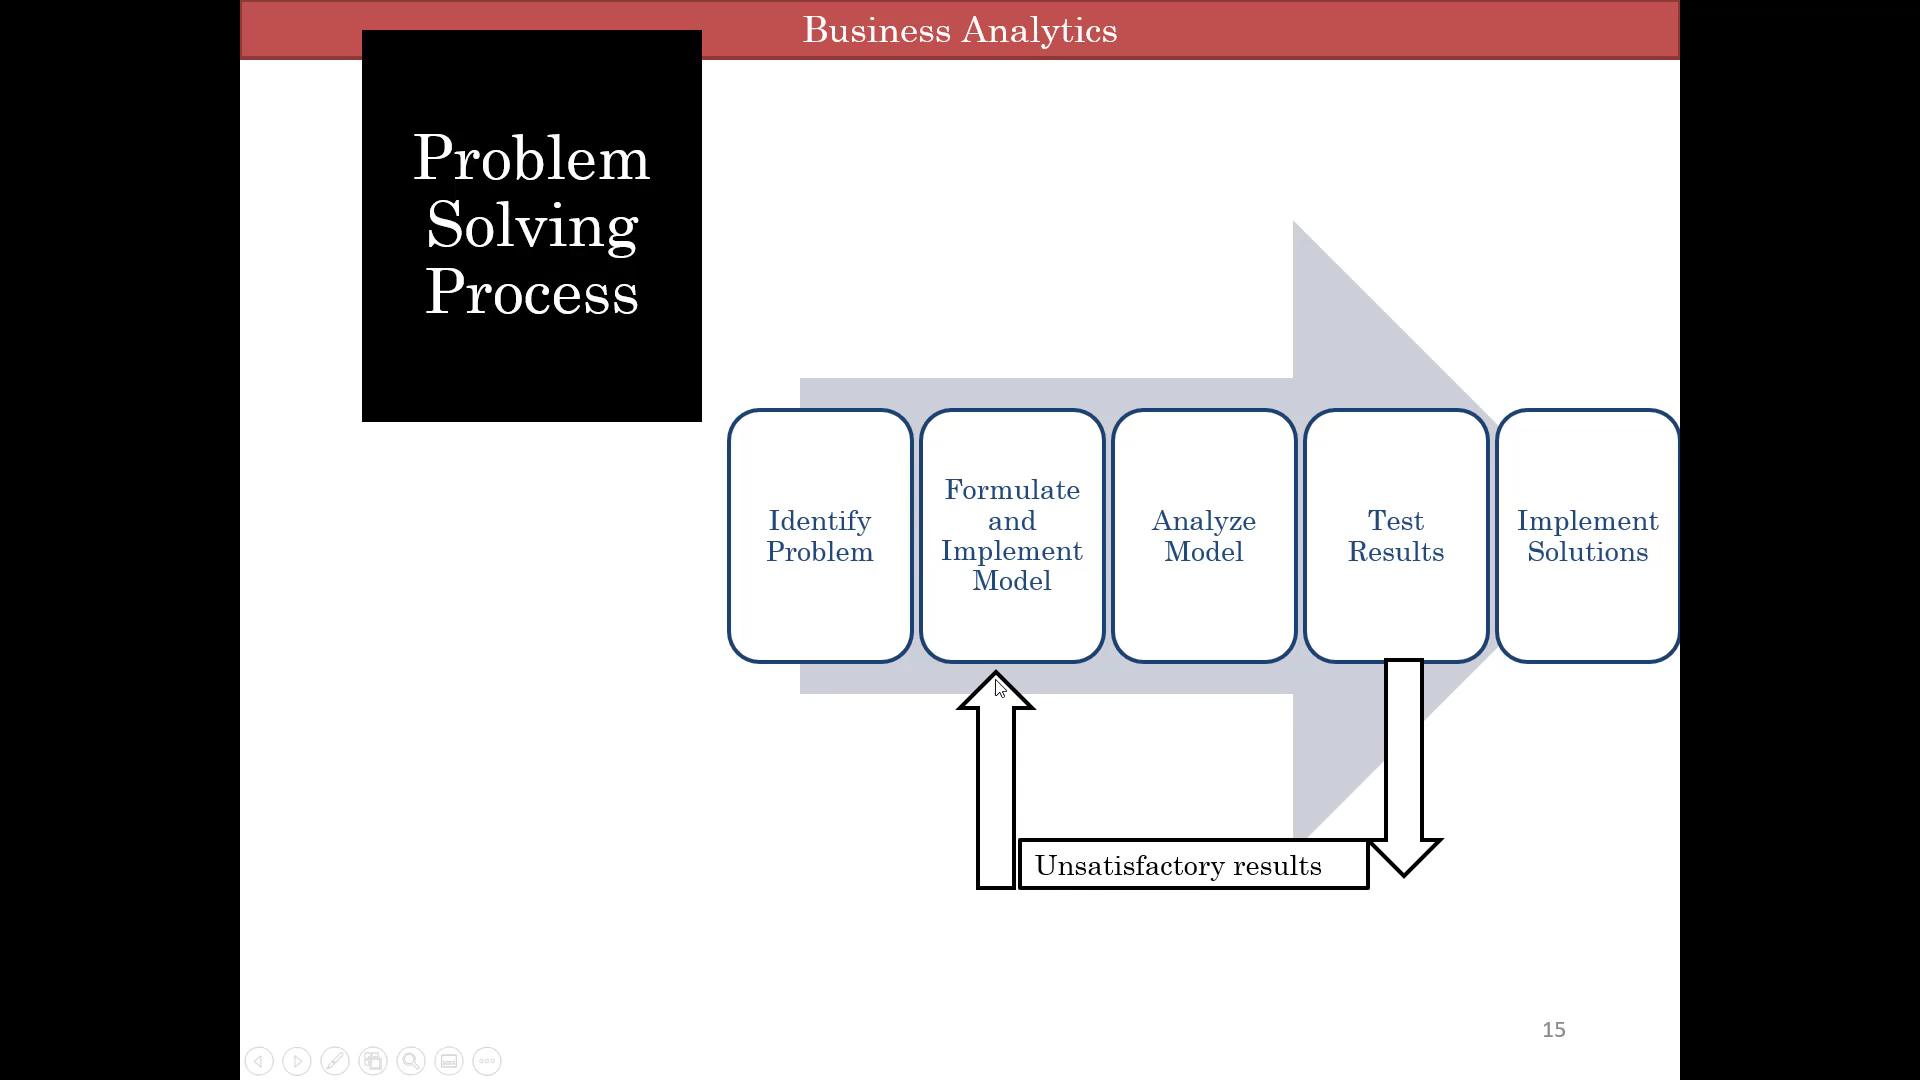 Business Analytics
Problem
Solving
Process
Identify
Problem
Formulate
and
Implement
Model
Analyze
Model
Test
Results
Implement
Solutions
Unsatisfactory results
15